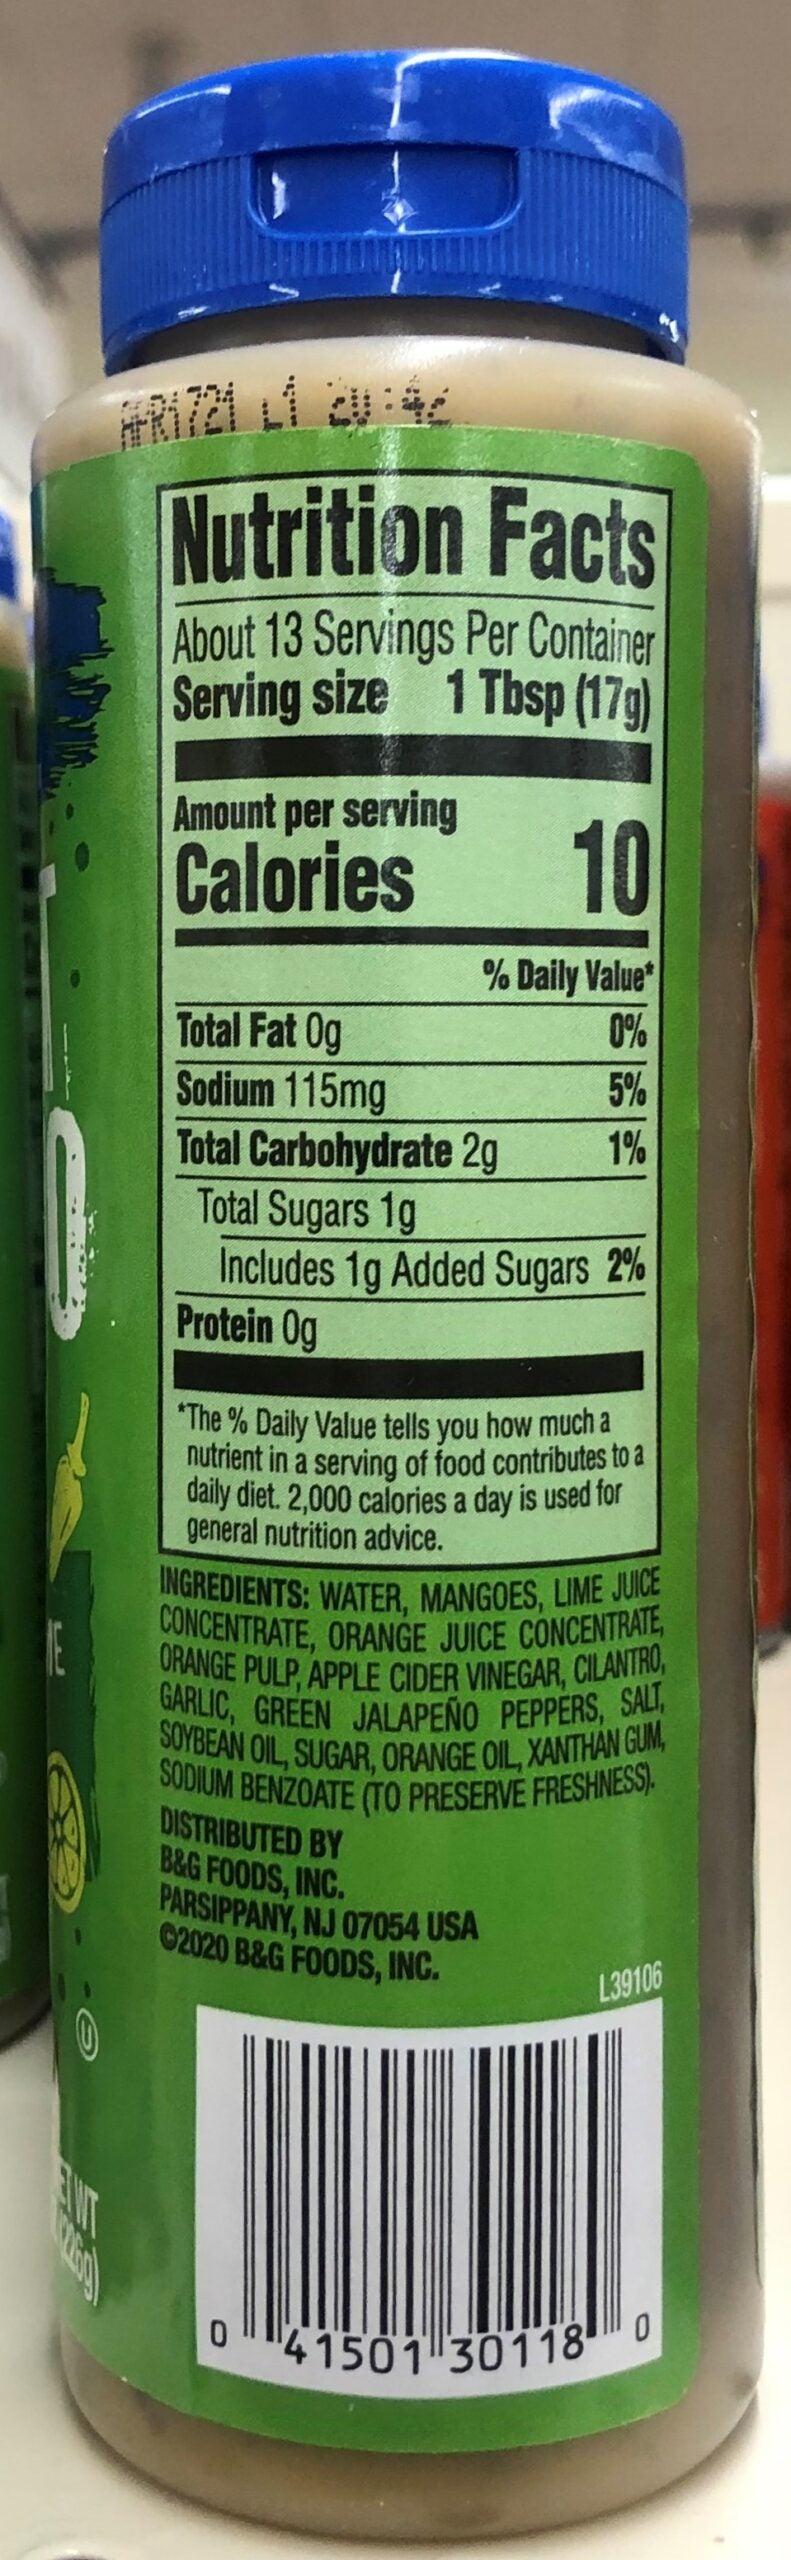 APR1721 L1 20:42
Nutrition Facts
About 13 Servings Per Container
Serving size 1 Tbsp (17g)
Amount per serving
Calories 10
% Daily Value*
Total Fat 0g 0%
Sodium 115mg 5%
Total Carbohydrate 2g 1%
Total Sugars 1g
Includes 1g Added Sugars 2%
Protein 0g
*The % Daily Value tells you how much a
nutrient in a serving of food contributes to a
daily diet. 2,000 calories a day is used for
general nutrition advice.
INGREDIENTS: WATER, MANGOES, LIME JUICE
CONCENTRATE, ORANGE JUICE CONCENTRATE,
ORANGE PULP, APPLE CIDER VINEGAR, CILANTRO,
GARLIC, GREEN JALAPEÑO PEPPERS, SALT,
SOYBEAN OIL, SUGAR, ORANGE OIL, XANTHAN GUM,
SODIUM BENZOATE (TO PRESERVE FRESHNESS).
DISTRIBUTED BY
B&G FOODS, INC.
PARSIPPANY, NJ 07054 USA
©2020 B&G FOODS, INC.
L39106
U
WT
(226g)
0 41501 30118 0